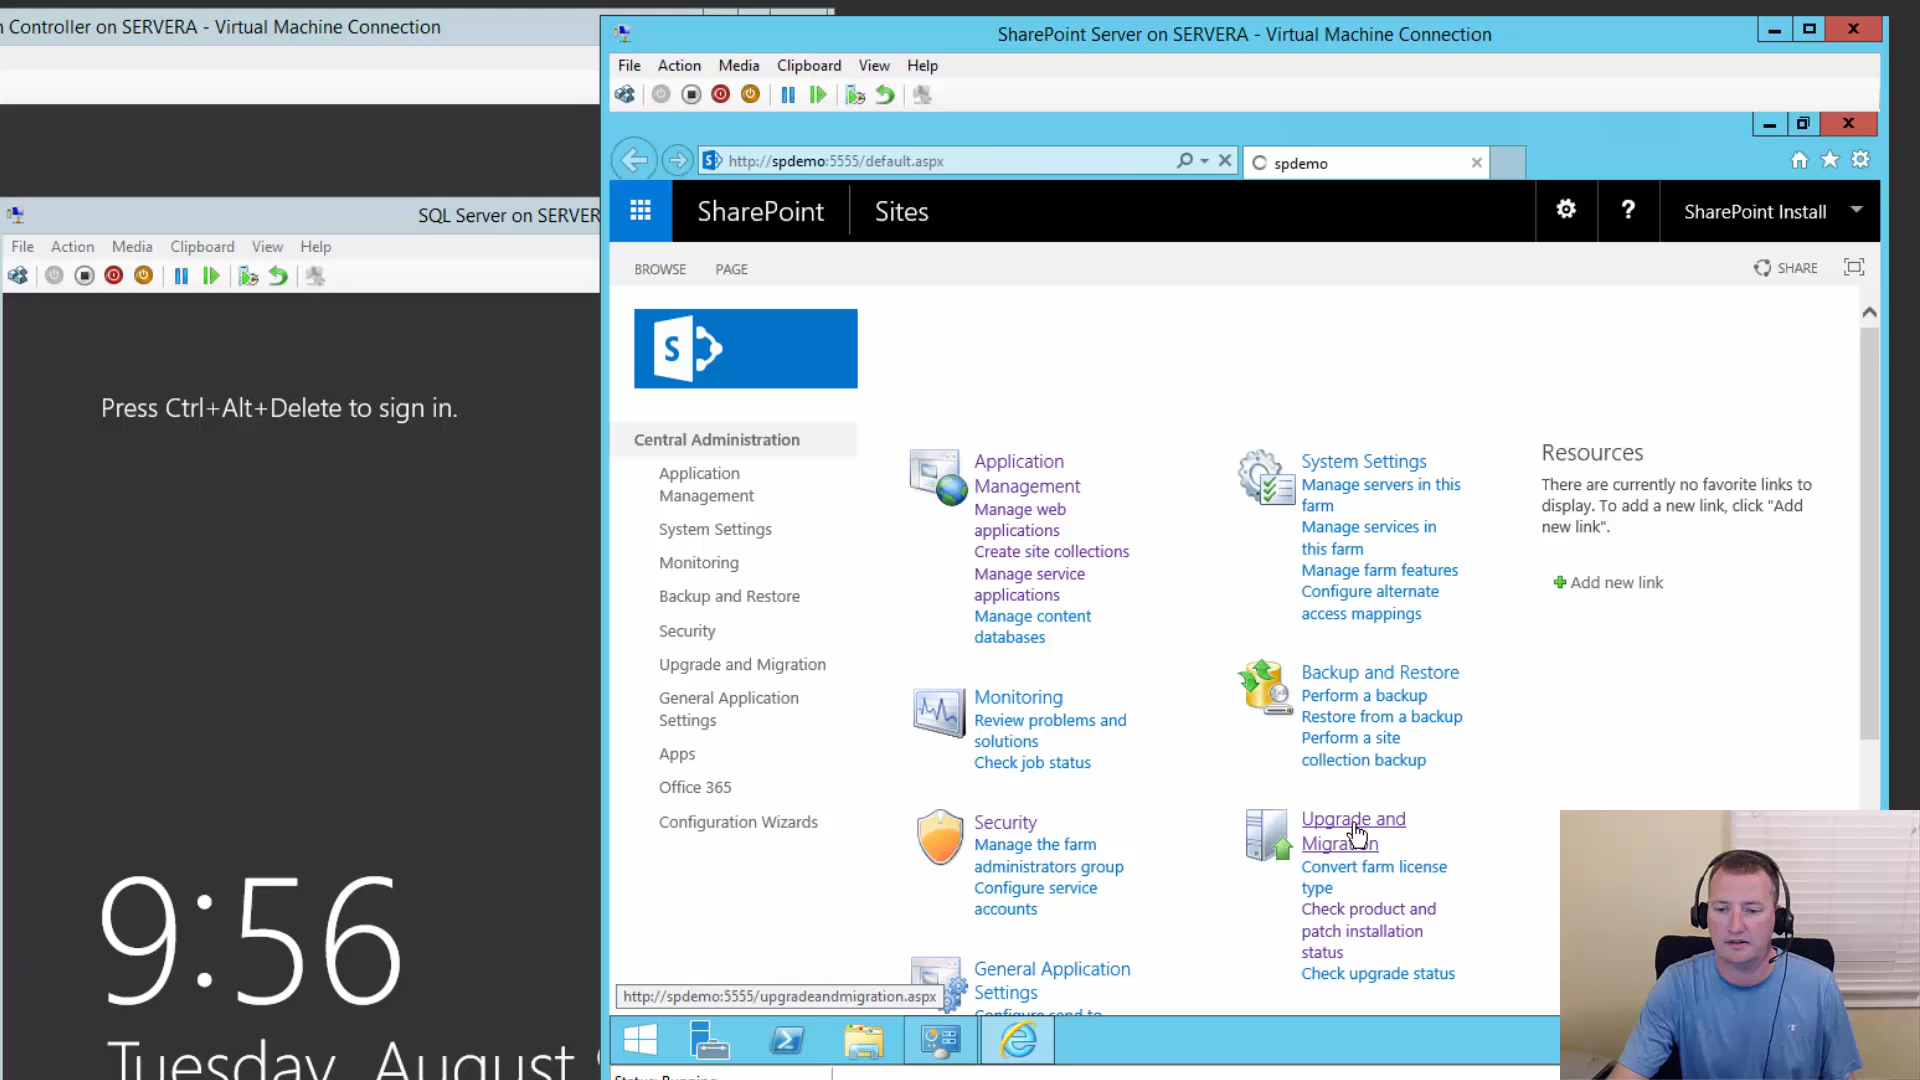 n Controller on SERVERA - Virtual Machine Connection
SharePoint Server on SERVERA - Virtual Machine Connection
File Action Media Clipboard View Help
http://spdemo:5555/default.aspx
spdemo
SharePoint Sites
? SharePoint Install
BROWSE PAGE
SHARE
SQL Server on SERVER
File Action Media Clipboard View Help
Press Ctrl+Alt+Delete to sign in.
9:56
Tuesday, August
S
Central Administration
Application
Management
System Settings
Monitoring
Backup and Restore
Security
Upgrade and Migration
General Application
Settings
Apps
Office 365
Configuration Wizards
Application
Management
Manage web
applications
Create site collections
Manage service
applications
Manage content
databases
Monitoring
Review problems and
solutions
Check job status
Security
Manage the farm
administrators group
Configure service
accounts
General Application
Settings
Configure send to
System Settings
Manage servers in this
farm
Manage services in
this farm
Manage farm features
Configure alternate
access mappings
Backup and Restore
Perform a backup
Restore from a backup
Perform a site
collection backup
Upgrade and
Migration
Convert farm license
type
Check product and
patch installation
status
Check upgrade status
Resources
There are currently no favorite links to
display. To add a new link, click "Add
new link".
Add new link
http://spdemo:5555/upgradeandmigration.aspx
Status: Running